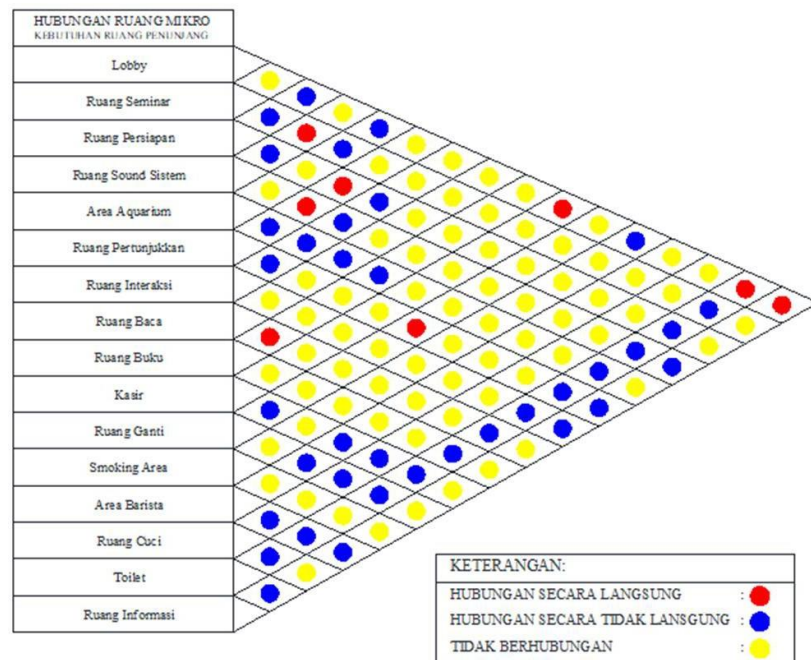 HUBUNGAN RUANG MIKRO
KEBUTUHAN RUANG PENUNJANG
Lobby
Ruang Seminar
Ruang Persiapan
Ruang Sound Sistem
Area Aquarium
Ruang Pertunjukkan
Ruang Interaksi
Ruang Baca
Ruang Buku
Kasir
Ruang Ganti
Smoking Area
Area Barista
Ruang Cuci
Toilet
Ruang Informasi
KETERANGAN:
HUBUNGAN SECARA LANGSUNG :
HUBUNGAN SECARA TIDAK LANSGUNG :
TIDAK BERHUBUNGAN :